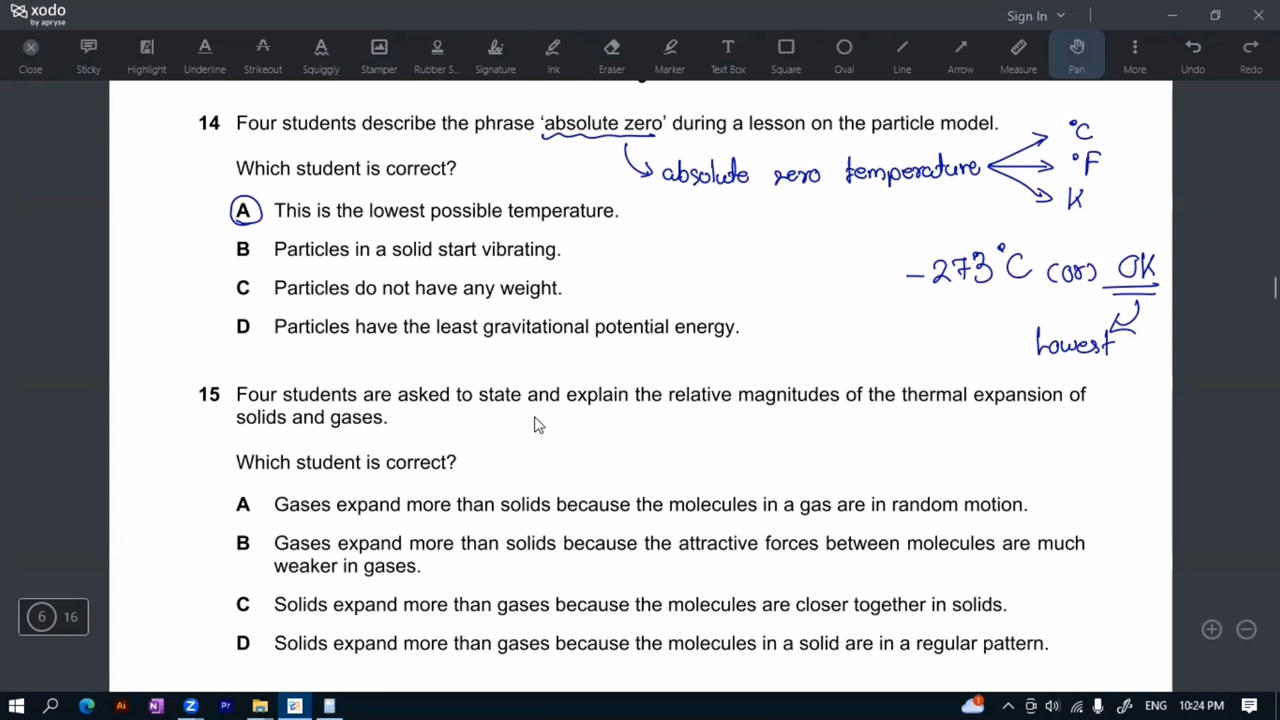 xodo
by apryse
Sign In
Close
Sticky
Highlight
Underline
Strikeout
Squiggly
Stamper
Rubber S...
Signature
Ink
Eraser
Marker
Text Box
Square
Oval
Line
Arrow
Measure
Pan
More
Undo
Redo
14 Four students describe the phrase ‘absolute zero’ during a lesson on the particle model.
°C
°F
K
absolute zero temperature
Which student is correct?
A This is the lowest possible temperature.
B Particles in a solid start vibrating.
-273°C (or) 0K
lowest
C Particles do not have any weight.
D Particles have the least gravitational potential energy.
15 Four students are asked to state and explain the relative magnitudes of the thermal expansion of
solids and gases.
Which student is correct?
A Gases expand more than solids because the molecules in a gas are in random motion.
B Gases expand more than solids because the attractive forces between molecules are much
weaker in gases.
C Solids expand more than gases because the molecules are closer together in solids.
D Solids expand more than gases because the molecules in a solid are in a regular pattern.
6 16
Ai
N
Z
Pr
1
ENG
10:24 PM